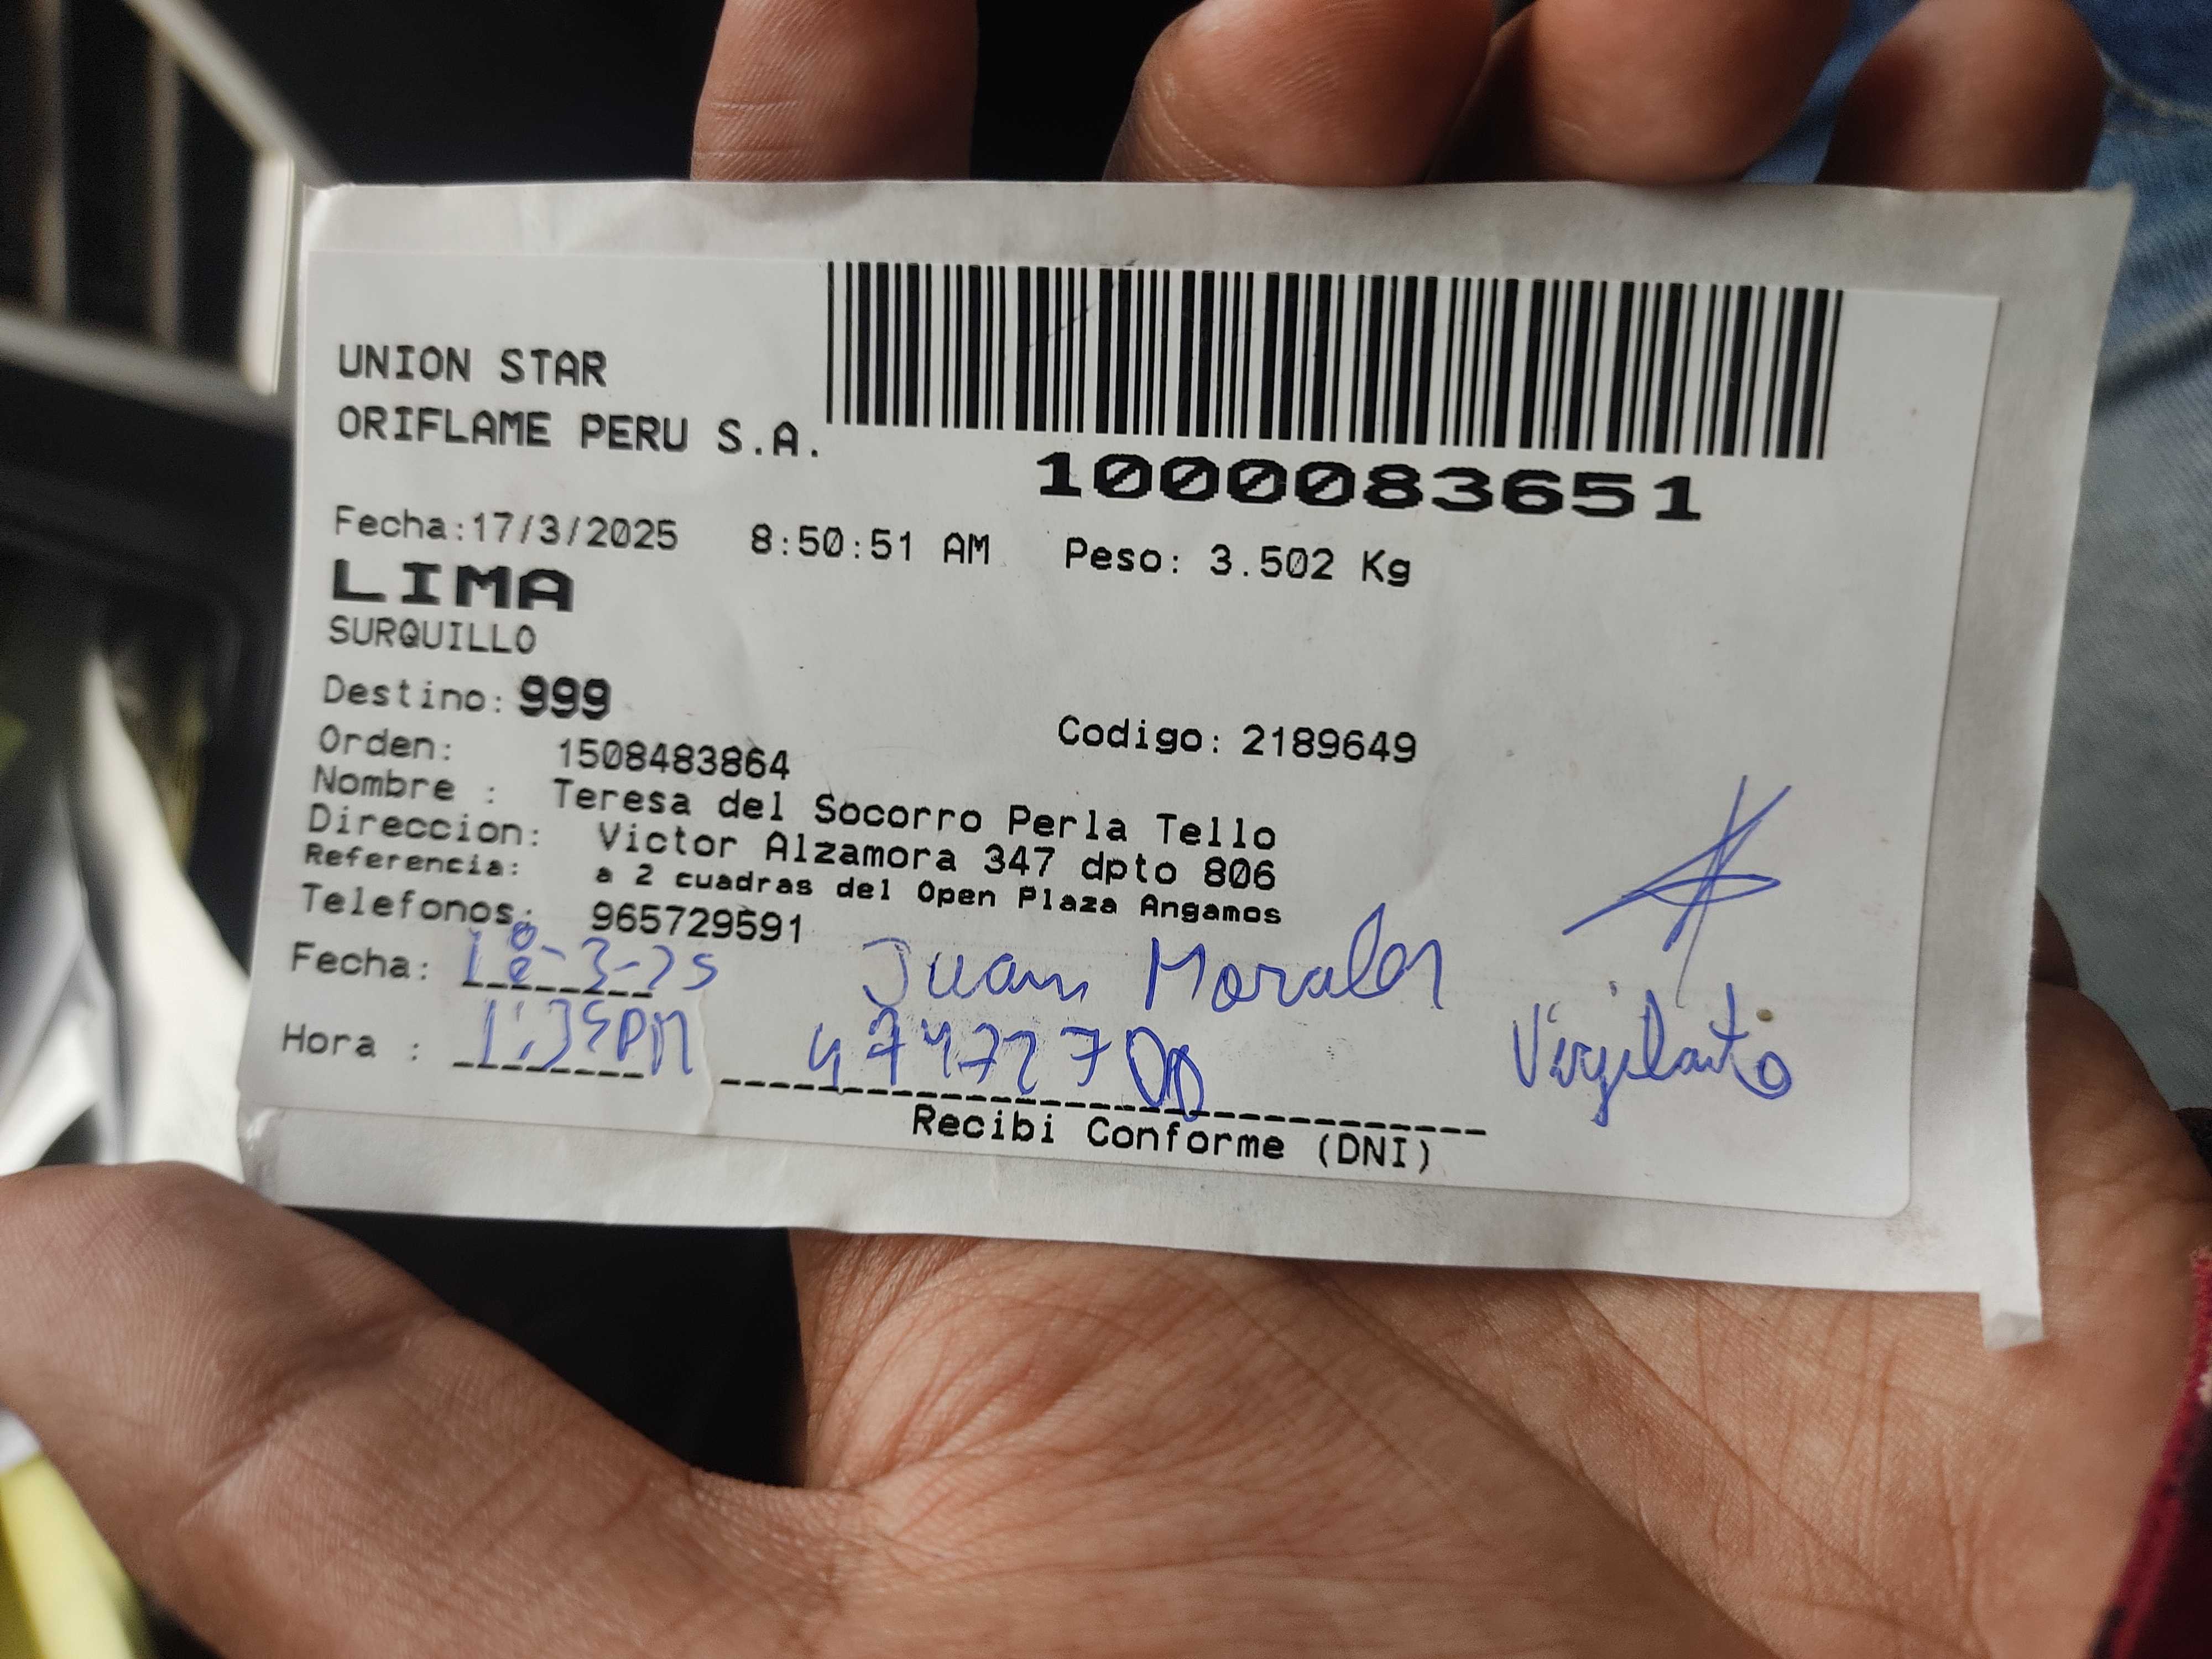 UNION STAR
ORIFLAME PERU S.A.
1000083651
Fecha:17/3/2025 8:50:51 AM Peso: 3.502 Kg
LIMA
SURQUILLO
Destino: 999
Codigo: 2189649
Orden: 1508483864
Nombre : Teresa del Socorro Perla Tello
Direccion: Victor Alzamora 347 dpto 806
Referencia: a 2 cuadras del Open Plaza Angamos
Telefonos: 965729591
Fecha: 18-3-25 Juan Morales
Hora : 1:35PM Vigilante
Recibi Conforme (DNI)